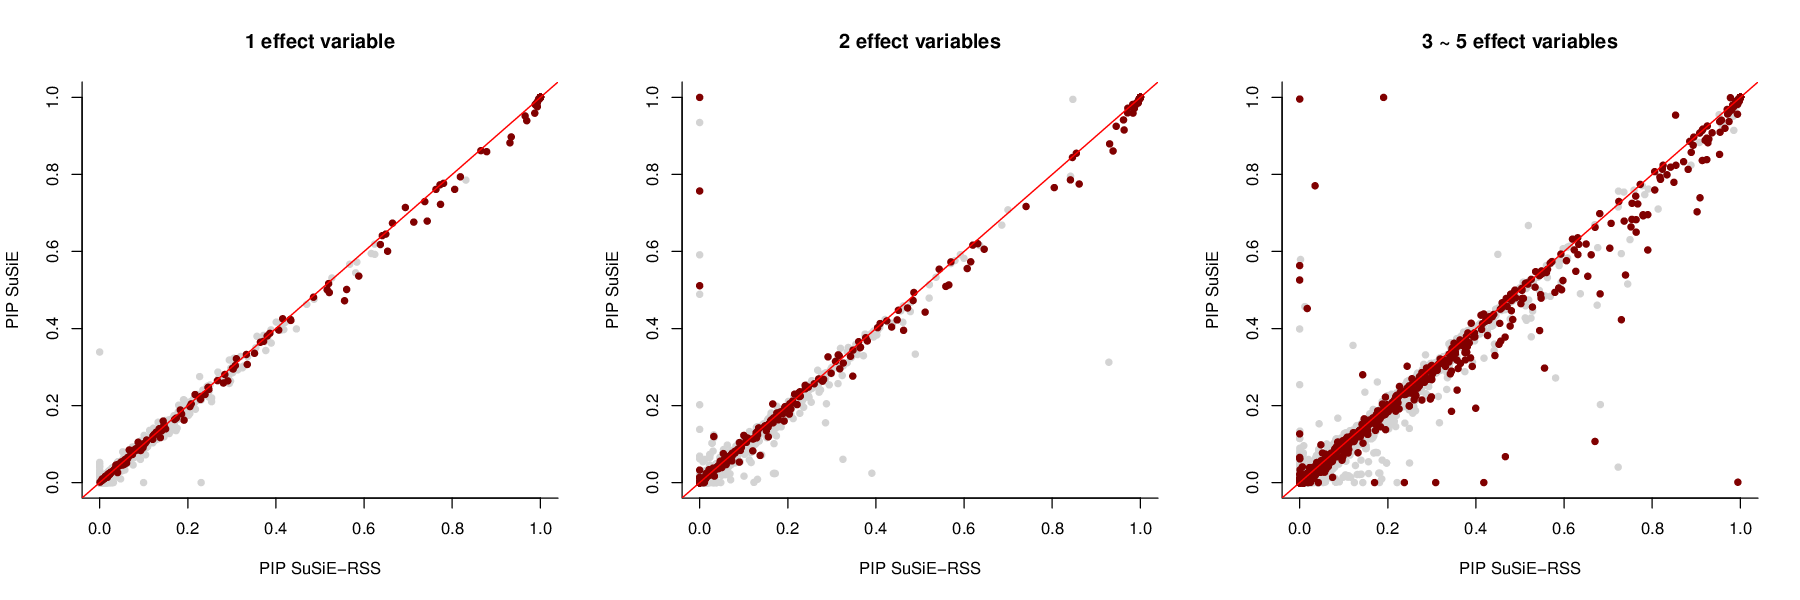 1 effect variable
PIP SuSiE
1.0
0.8
0.6
0.4
0.2
0.0
0.0 0.2 0.4 0.6 0.8 1.0
PIP SuSiE−RSS
2 effect variables
PIP SuSiE
1.0
0.8
0.6
0.4
0.2
0.0
0.0 0.2 0.4 0.6 0.8 1.0
PIP SuSiE−RSS
3 ~ 5 effect variables
PIP SuSiE
1.0
0.8
0.6
0.4
0.2
0.0
0.0 0.2 0.4 0.6 0.8 1.0
PIP SuSiE−RSS